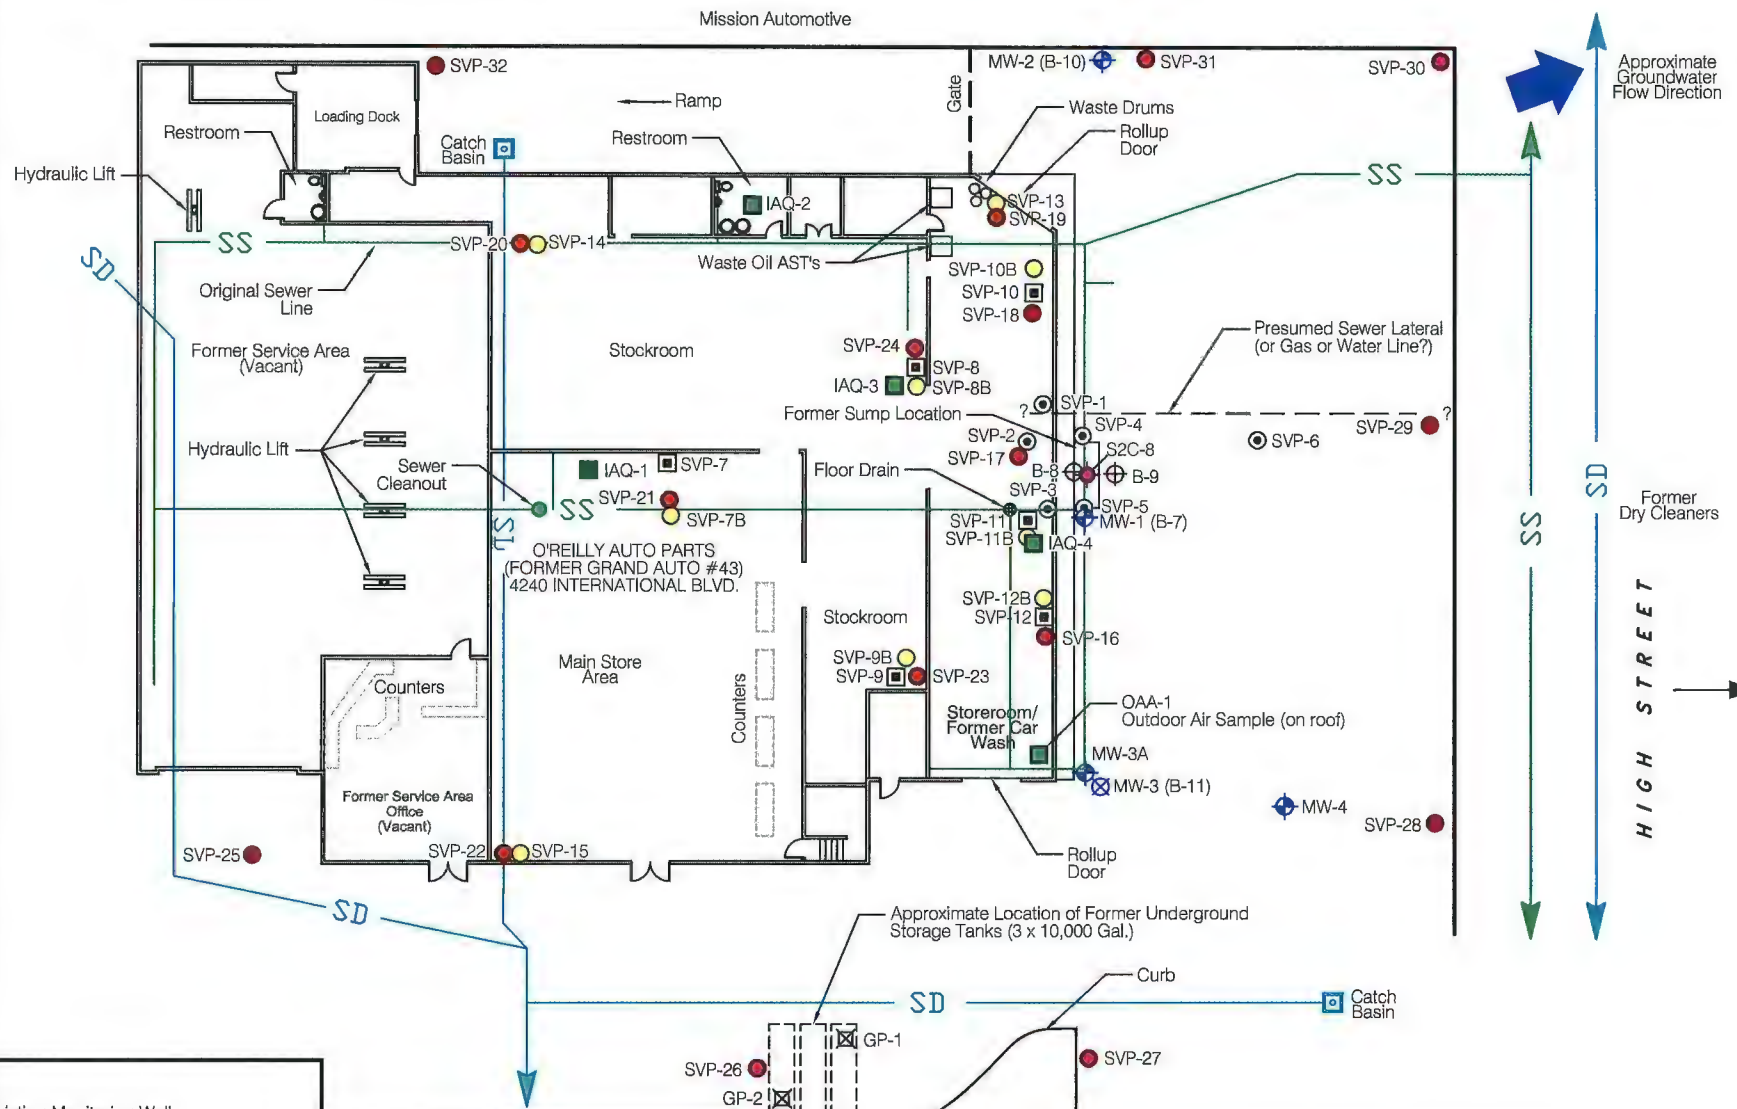 Mission Automotive
SVP-32
MW-2 (B-10)
SVP-31
SVP-30
Approximate
Groundwater
Flow Direction
Gate
Ramp
Waste Drums
Rollup
Door
Loading Dock
Restroom
Catch
Basin
Restroom
Hydraulic Lift
SS
IAQ-2
SVP-13
SVP-19
SS
SVP-20
SVP-14
Waste Oil AST's
SD
SVP-10B
SVP-10
SVP-18
Original Sewer
Line
Presumed Sewer Lateral
(or Gas or Water Line?)
Former Service Area
(Vacant)
Stockroom
SVP-24
SVP-8
IAQ-3
SVP-8B
SVP-1
Former Sump Location
?
?
SVP-4
SVP-29
SVP-2
SVP-6
S2C-8
Hydraulic Lift
Sewer
Cleanout
IAQ-1
SVP-7
Floor Drain
SVP-17
B-8
B-9
SD
SVP-21
SVP-3
SS
SVP-7B
SVP-11
SVP-5
MW-1 (B-7)
SVP-11B
IAQ-4
Former
Dry Cleaners
SS
O'REILLY AUTO PARTS
(FORMER GRAND AUTO #43)
4240 INTERNATIONAL BLVD.
SVP-12B
SVP-12
SVP-16
Stockroom
HIGH STREET
Main Store
Area
SVP-9B
SVP-9
SVP-23
Counters
Counters
Storeroom/
Former Car
Wash
OAA-1
Outdoor Air Sample (on roof)
MW-3A
MW-3 (B-11)
Former Service Area
Office
(Vacant)
MW-4
SVP-28
SVP-25
SVP-22
SVP-15
Rollup
Door
SD
Approximate Location of Former Underground
Storage Tanks (3 x 10,000 Gal.)
Curb
SD
Catch
Basin
GP-1
SVP-26
SVP-27
GP-2